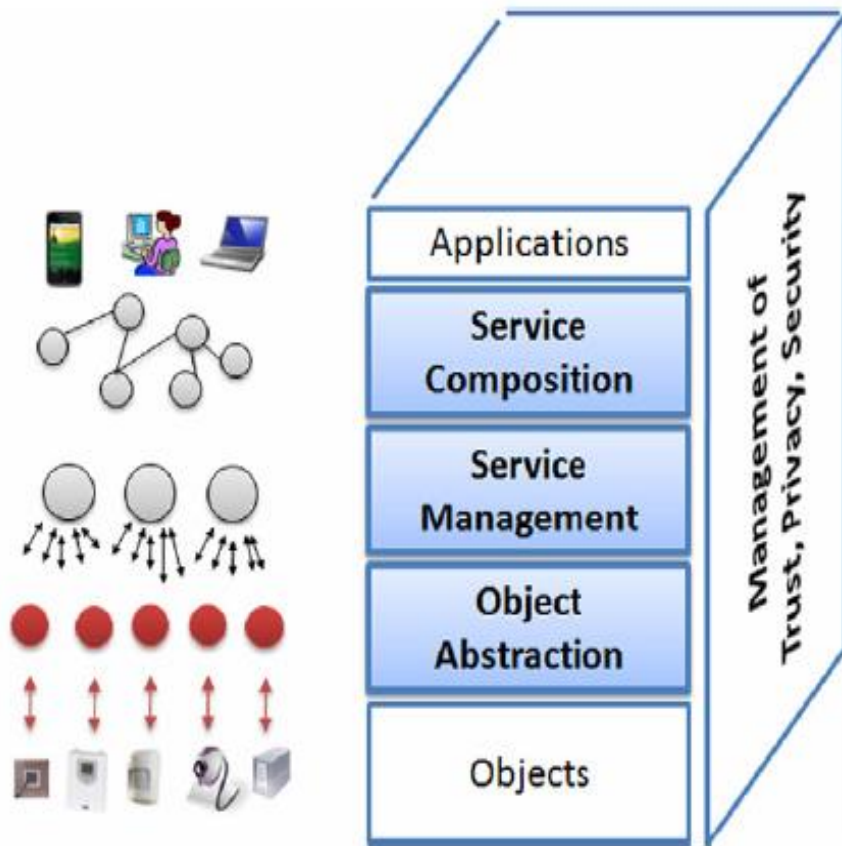 Applications
Service
Composition
Service
Management
Object
Abstraction
Objects
Management of
Trust, Privacy, Security